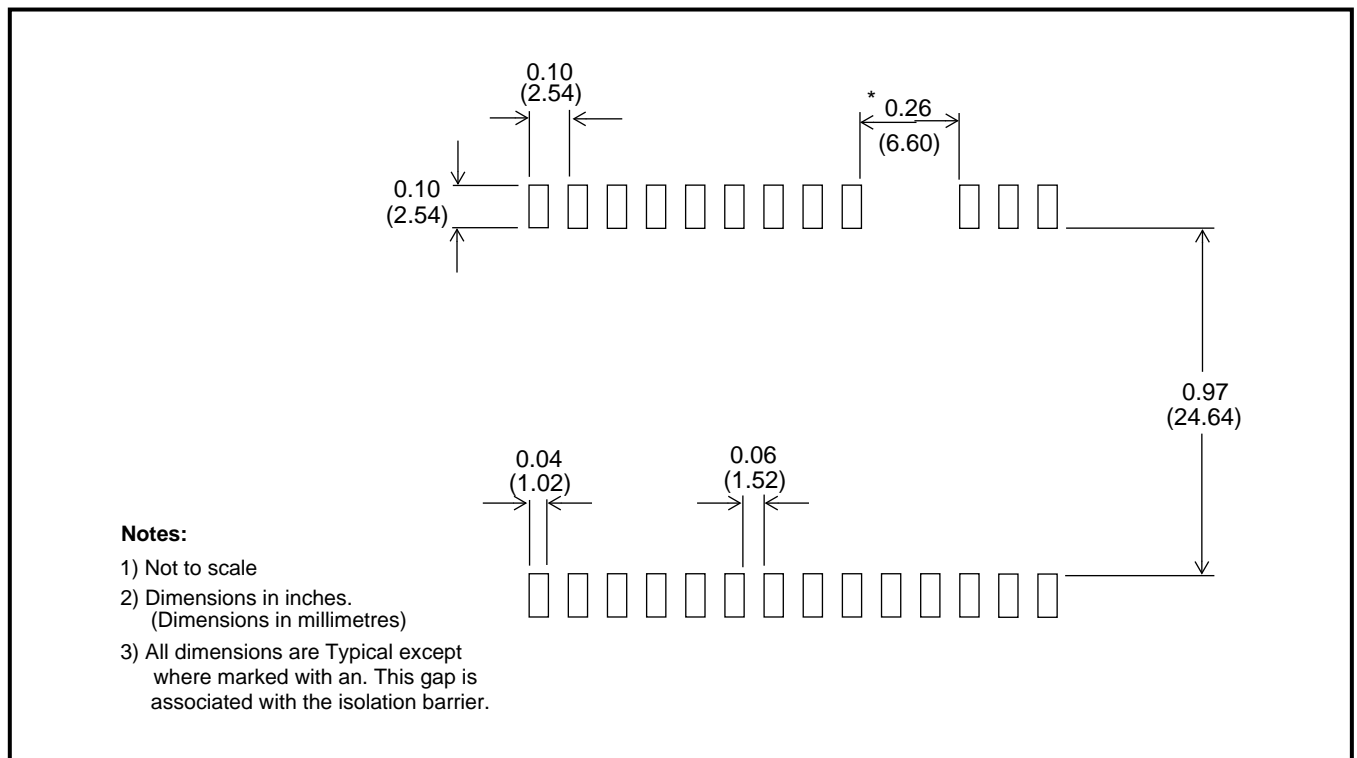 0.10
(2.54)
*
0.26
(6.60)
0.10
(2.54)
0.97
(24.64)
0.04
(1.02)
0.06
(1.52)
Notes:
1) Not to scale
2) Dimensions in inches.
(Dimensions in millimetres)
3) All dimensions are Typical except
where marked with an. This gap is
associated with the isolation barrier.